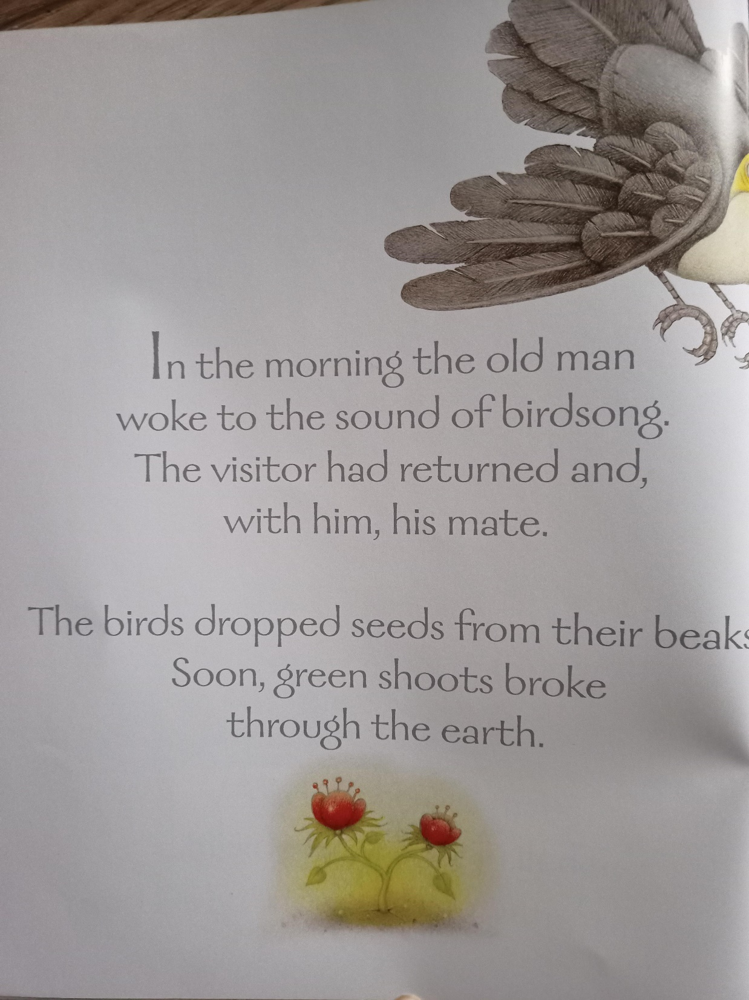 In the morning the old man
woke to the sound of birdsong.
The visitor had returned and,
with him, his mate.
The birds dropped seeds from their beaks
Soon, green shoots broke
through the earth.